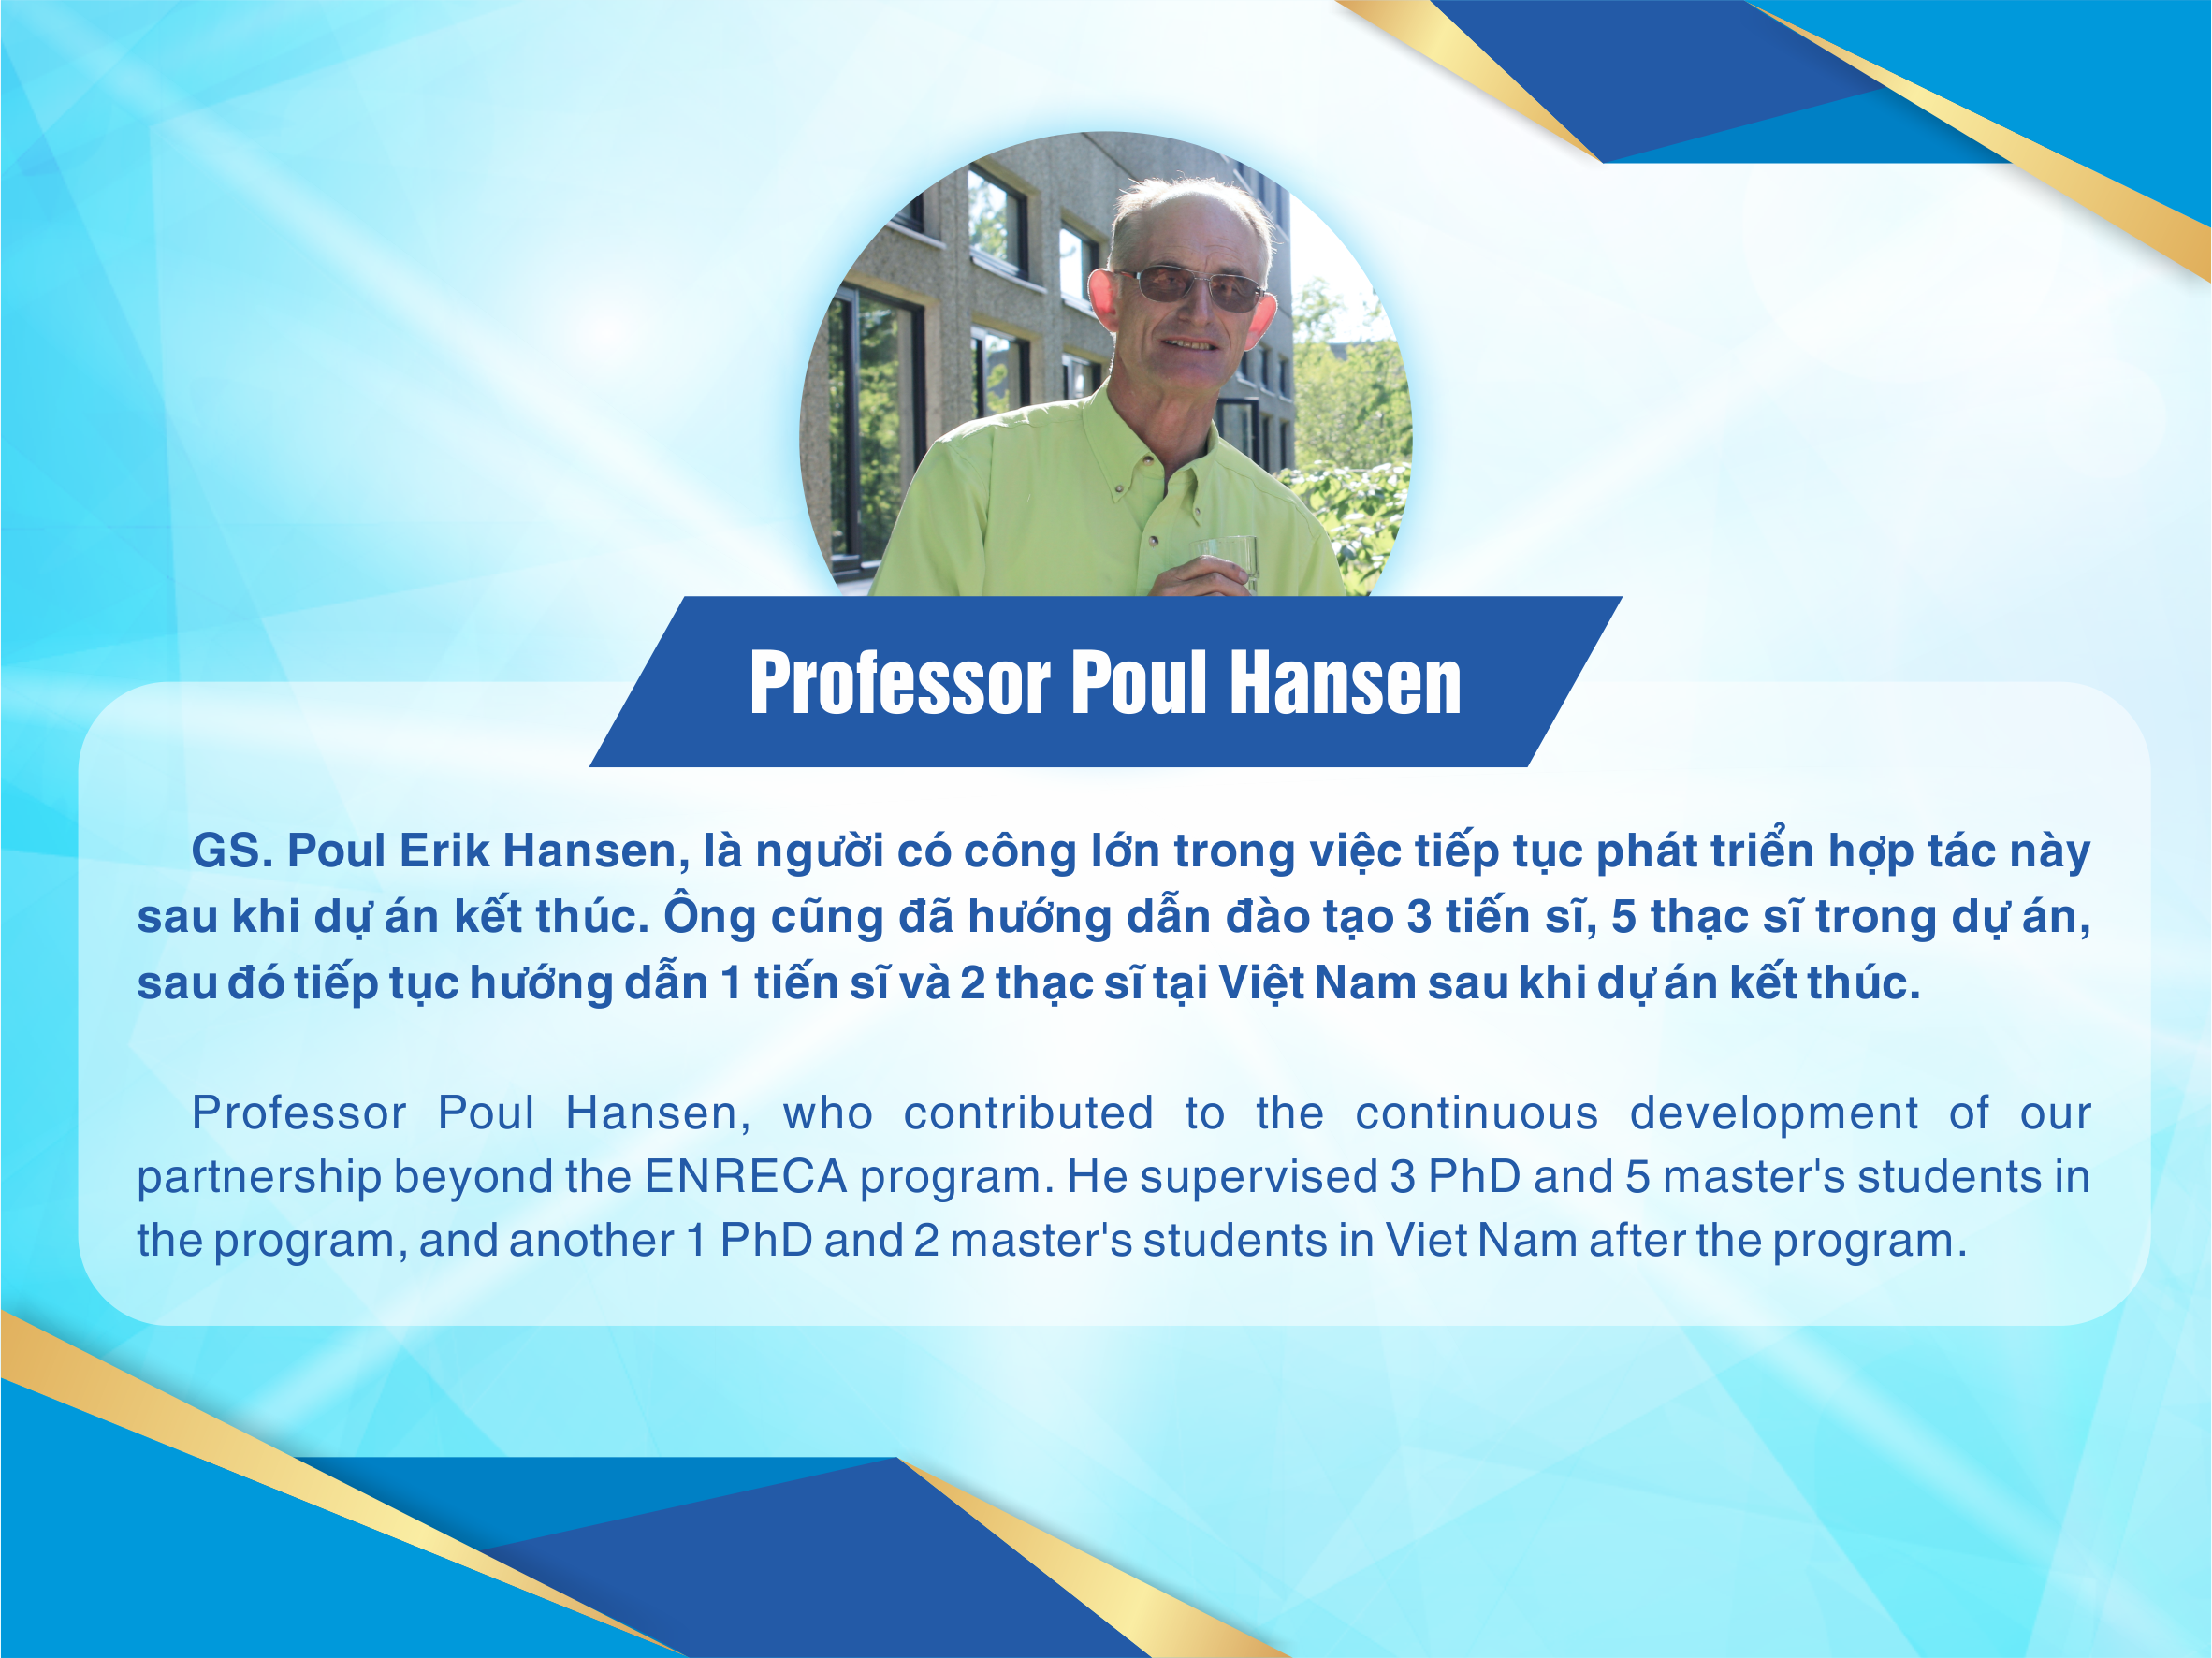 Professor Poul Hansen
GS. Poul Erik Hansen, là người có công lớn trong việc tiếp tục phát triển hợp tác này
sau khi dự án kết thúc. Ông cũng đã hướng dẫn đào tạo 3 tiến sĩ, 5 thạc sĩ trong dự án,
sau đó tiếp tục hướng dẫn 1 tiến sĩ và 2 thạc sĩ tại Việt Nam sau khi dự án kết thúc.
Professor Poul Hansen, who contributed to the continuous development of our
partnership beyond the ENRECA program. He supervised 3 PhD and 5 master's students in
the program, and another 1 PhD and 2 master's students in Viet Nam after the program.